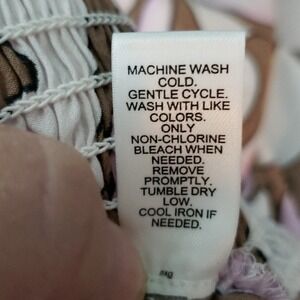 MACHINE WASH
COLD.
GENTLE CYCLE.
WASH WITH LIKE
COLORS.
ONLY
NON-CHLORINE
BLEACH WHEN
NEEDED.
REMOVE
PROMPTLY.
TUMBLE DRY
LOW.
COOL IRON IF
NEEDED.